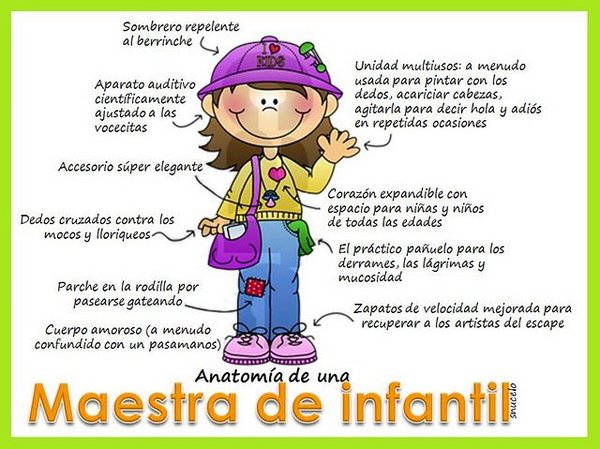 Sombrero repelente
al berrinche
I ♥
KIDS
Unidad multiusos: a menudo
usada para pintar con los
dedos, acariciar cabezas,
agitarla para decir hola y adiós
en repetidas ocasiones
Aparato auditivo
científicamente
ajustado a las
vocecitas
Accesorio súper elegante
Corazón expandible con
espacio para niñas y niños
de todas las edades
Dedos cruzados contra los
mocos y lloriqueos
El práctico pañuelo para los
derrames, las lágrimas y
mucosidad
Parche en la rodilla por
pasearse gateando
Zapatos de velocidad mejorada para
recuperar a los artistas del escape
Cuerpo amoroso (a menudo
confundido con un pasamanos)
Anatomía de una
Maestra de infantil
snucelo